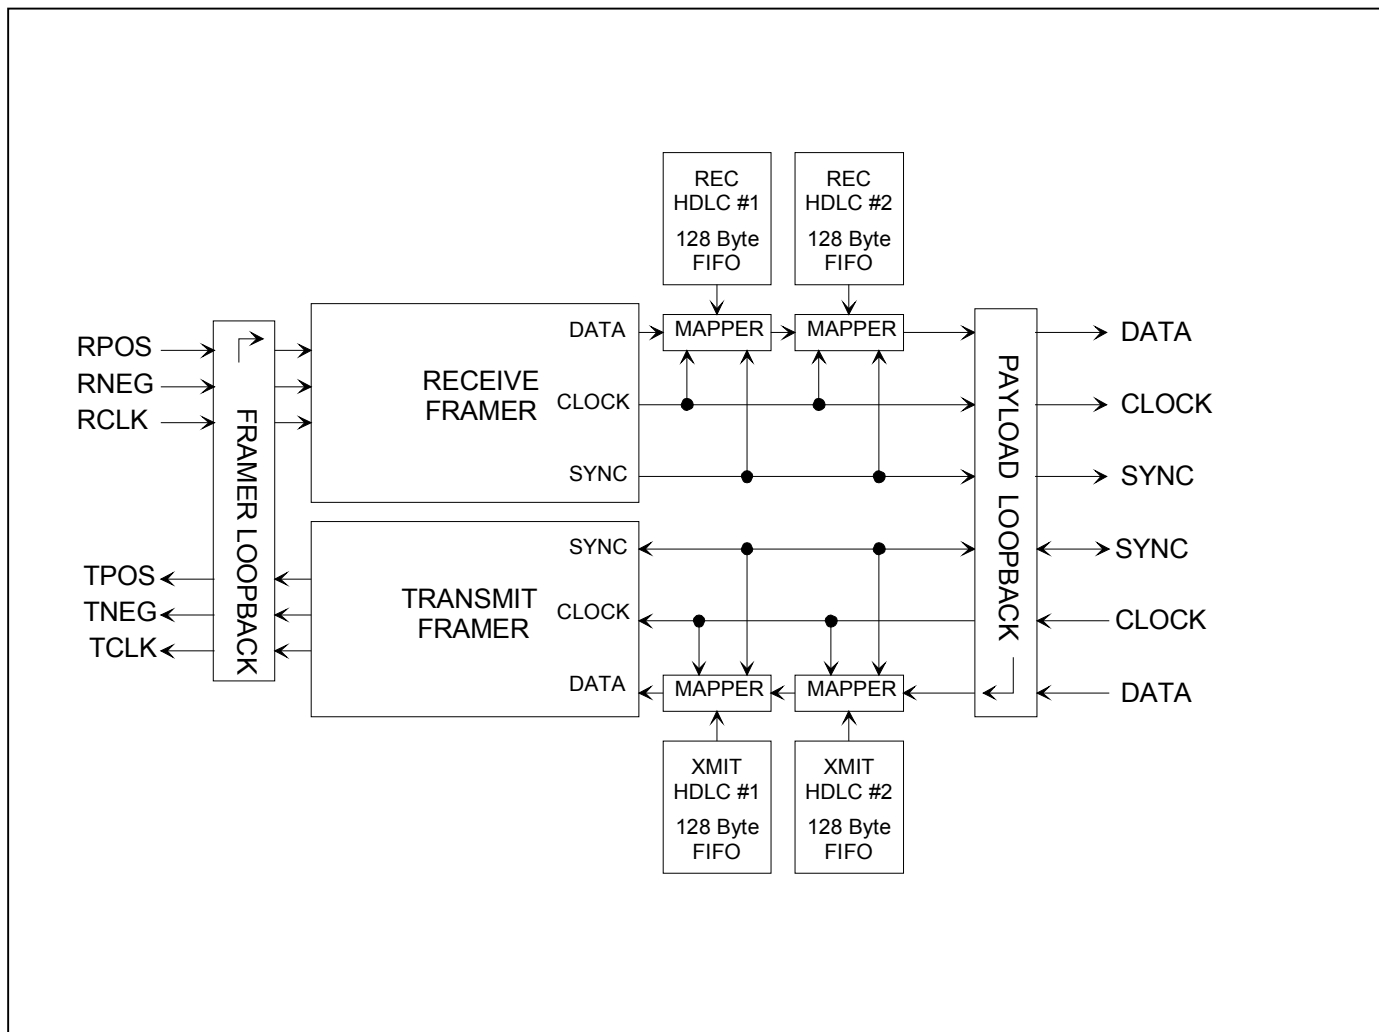 REC
HDLC #1
128 Byte
FIFO
REC
HDLC #2
128 Byte
FIFO
RPOS
RNEG
RCLK
FRAMER LOOPBACK
RECEIVE
FRAMER
DATA
CLOCK
SYNC
MAPPER
MAPPER
PAYLOAD LOOPBACK
DATA
CLOCK
SYNC
TPOS
TNEG
TCLK
TRANSMIT
FRAMER
SYNC
CLOCK
DATA
MAPPER
MAPPER
SYNC
CLOCK
DATA
XMIT
HDLC #1
128 Byte
FIFO
XMIT
HDLC #2
128 Byte
FIFO